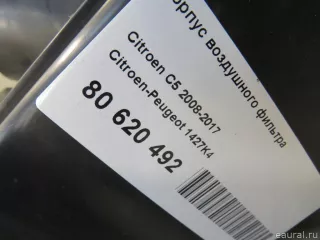 орпус воздушного фильтра
Citroen C5 2008-2017
Citroen-Peugeot 1427K4
80 620 492
eaural.ru